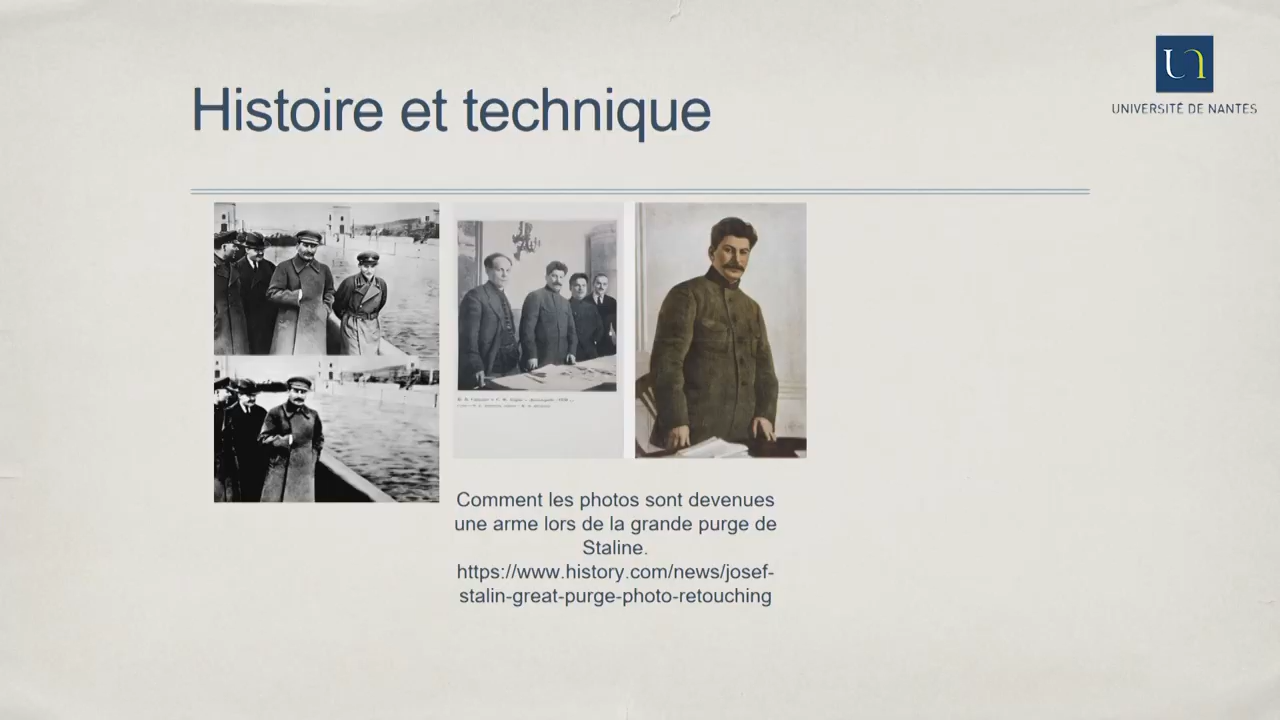 Histoire et technique
UNIVERSITÉ DE NANTES
Comment les photos sont devenues
une arme lors de la grande purge de
Staline.
https://www.history.com/news/josef-
stalin-great-purge-photo-retouching